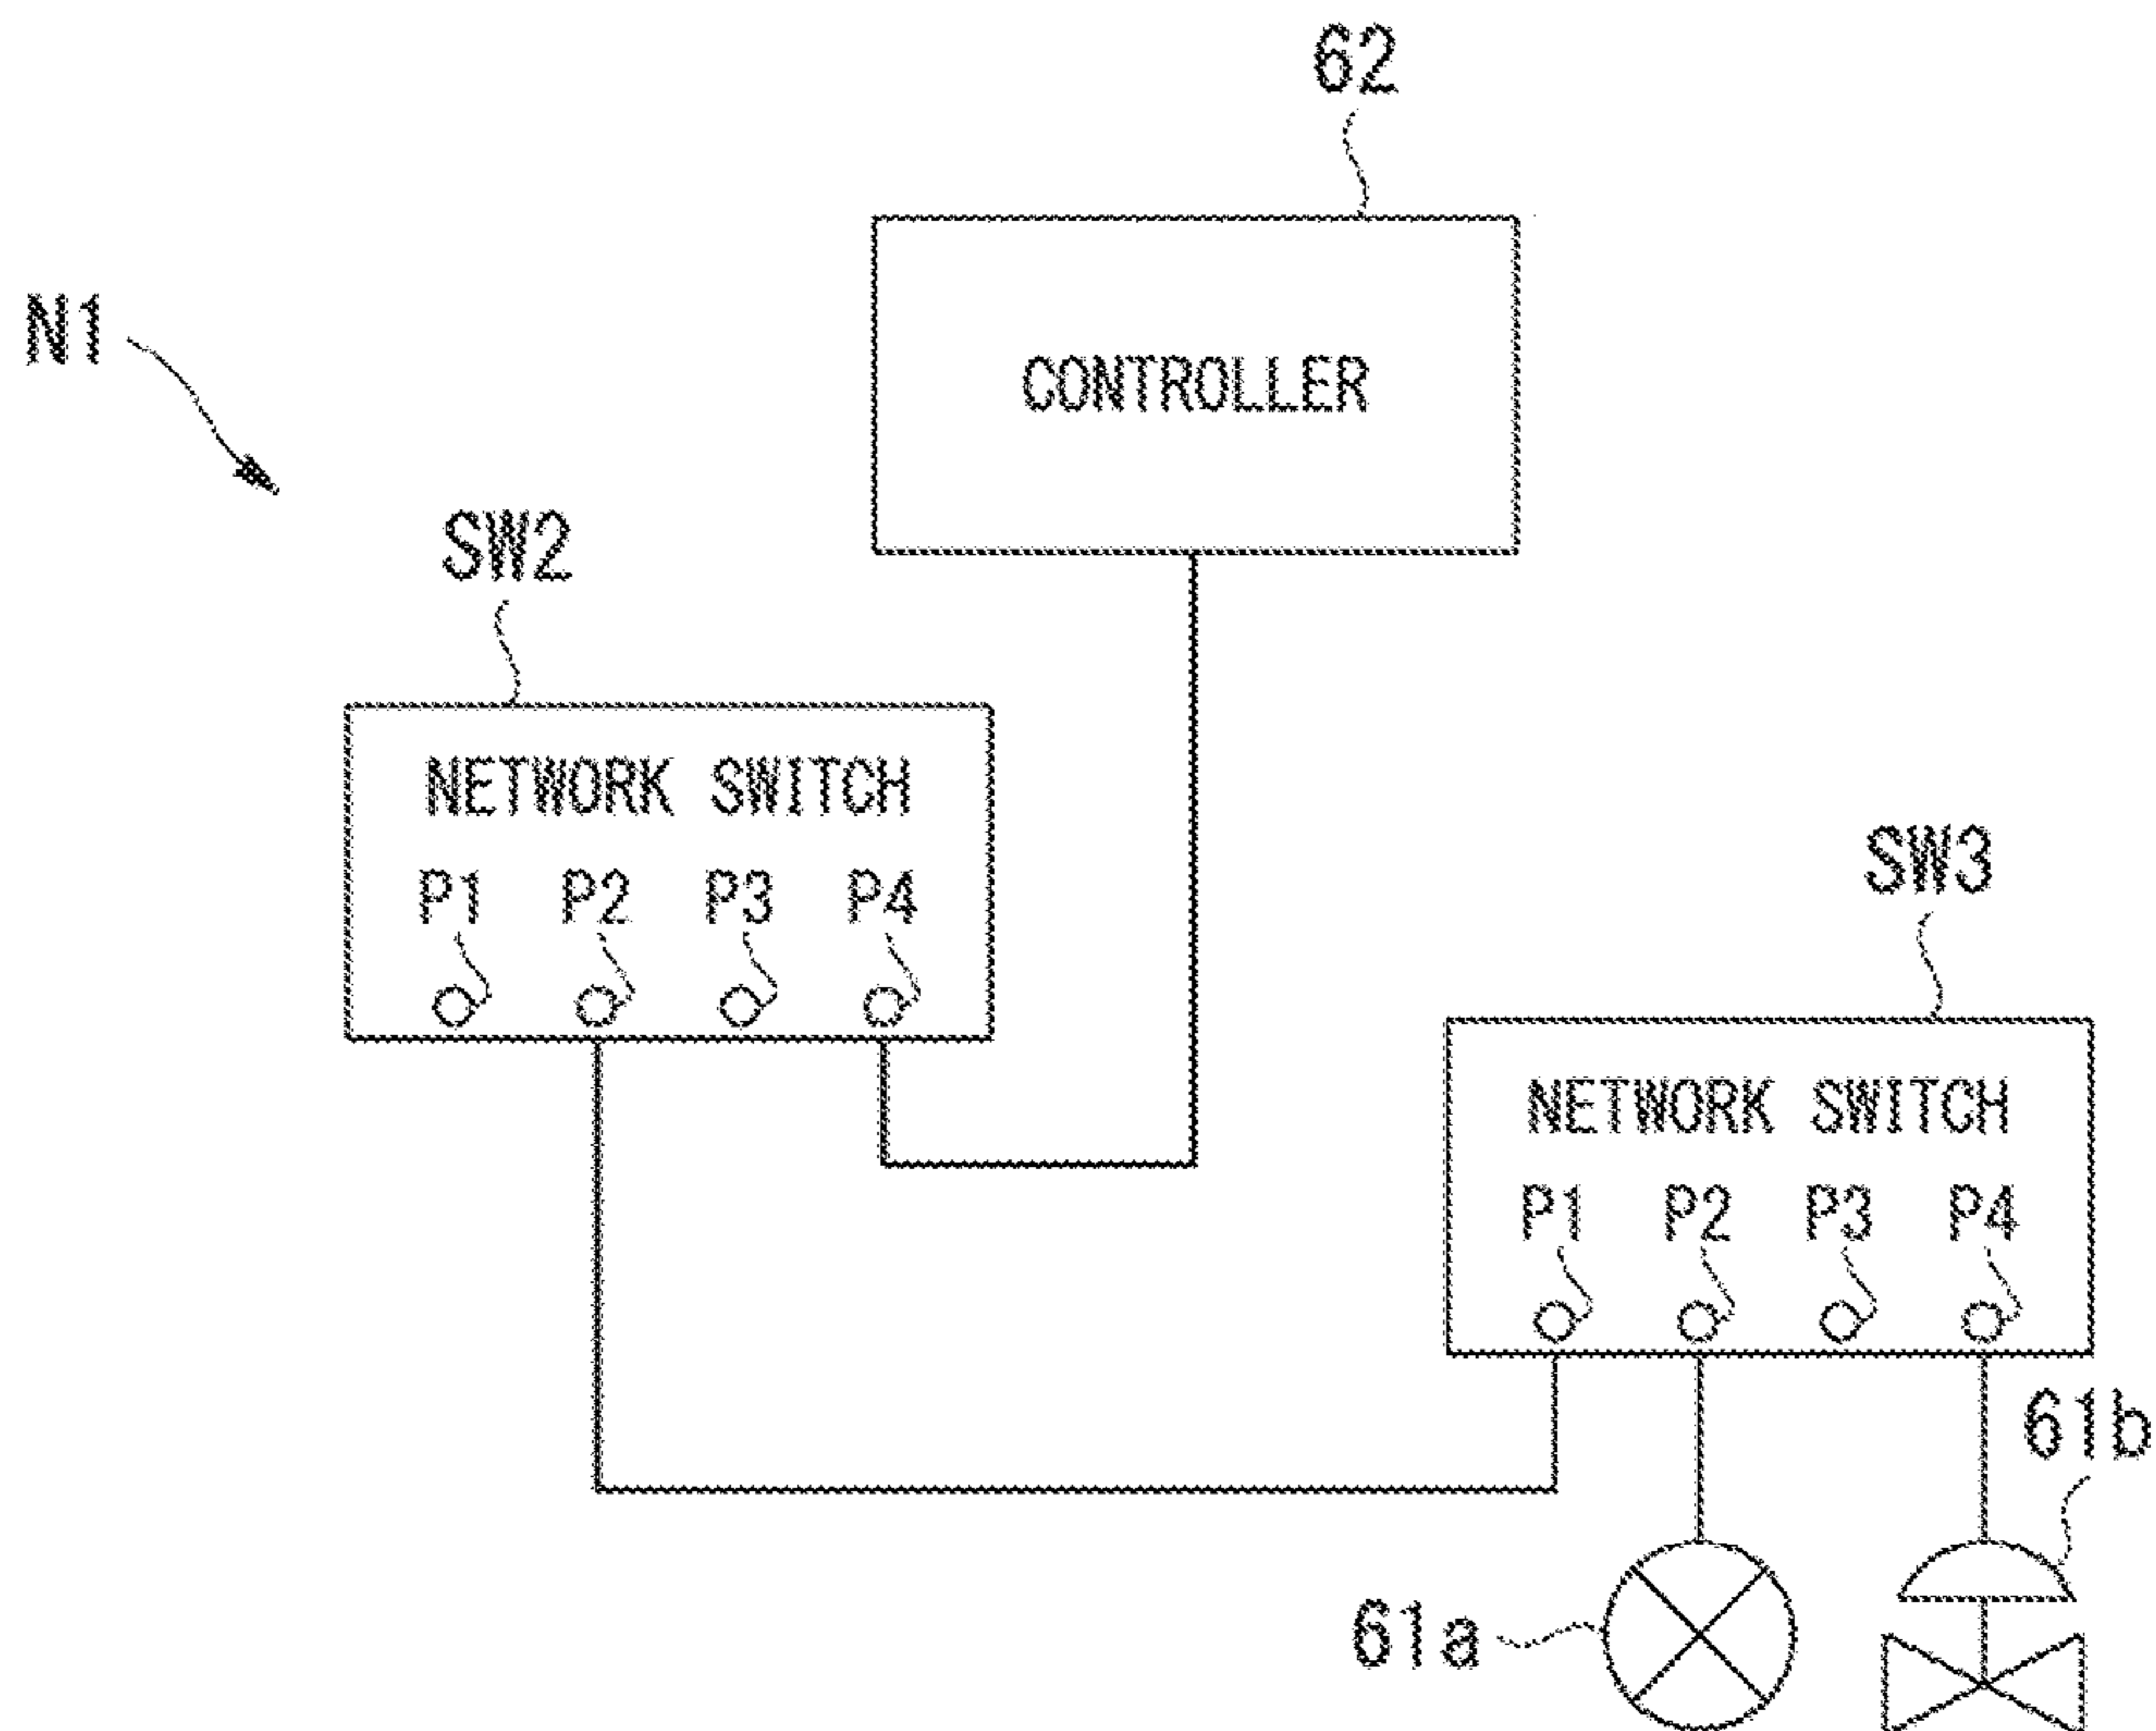 62
N1
CONTROLLER
SW2
NETWORK SWITCH
P1 P2 P3 P4
SW3
NETWORK SWITCH
P1 P2 P3 P4
61b
61a